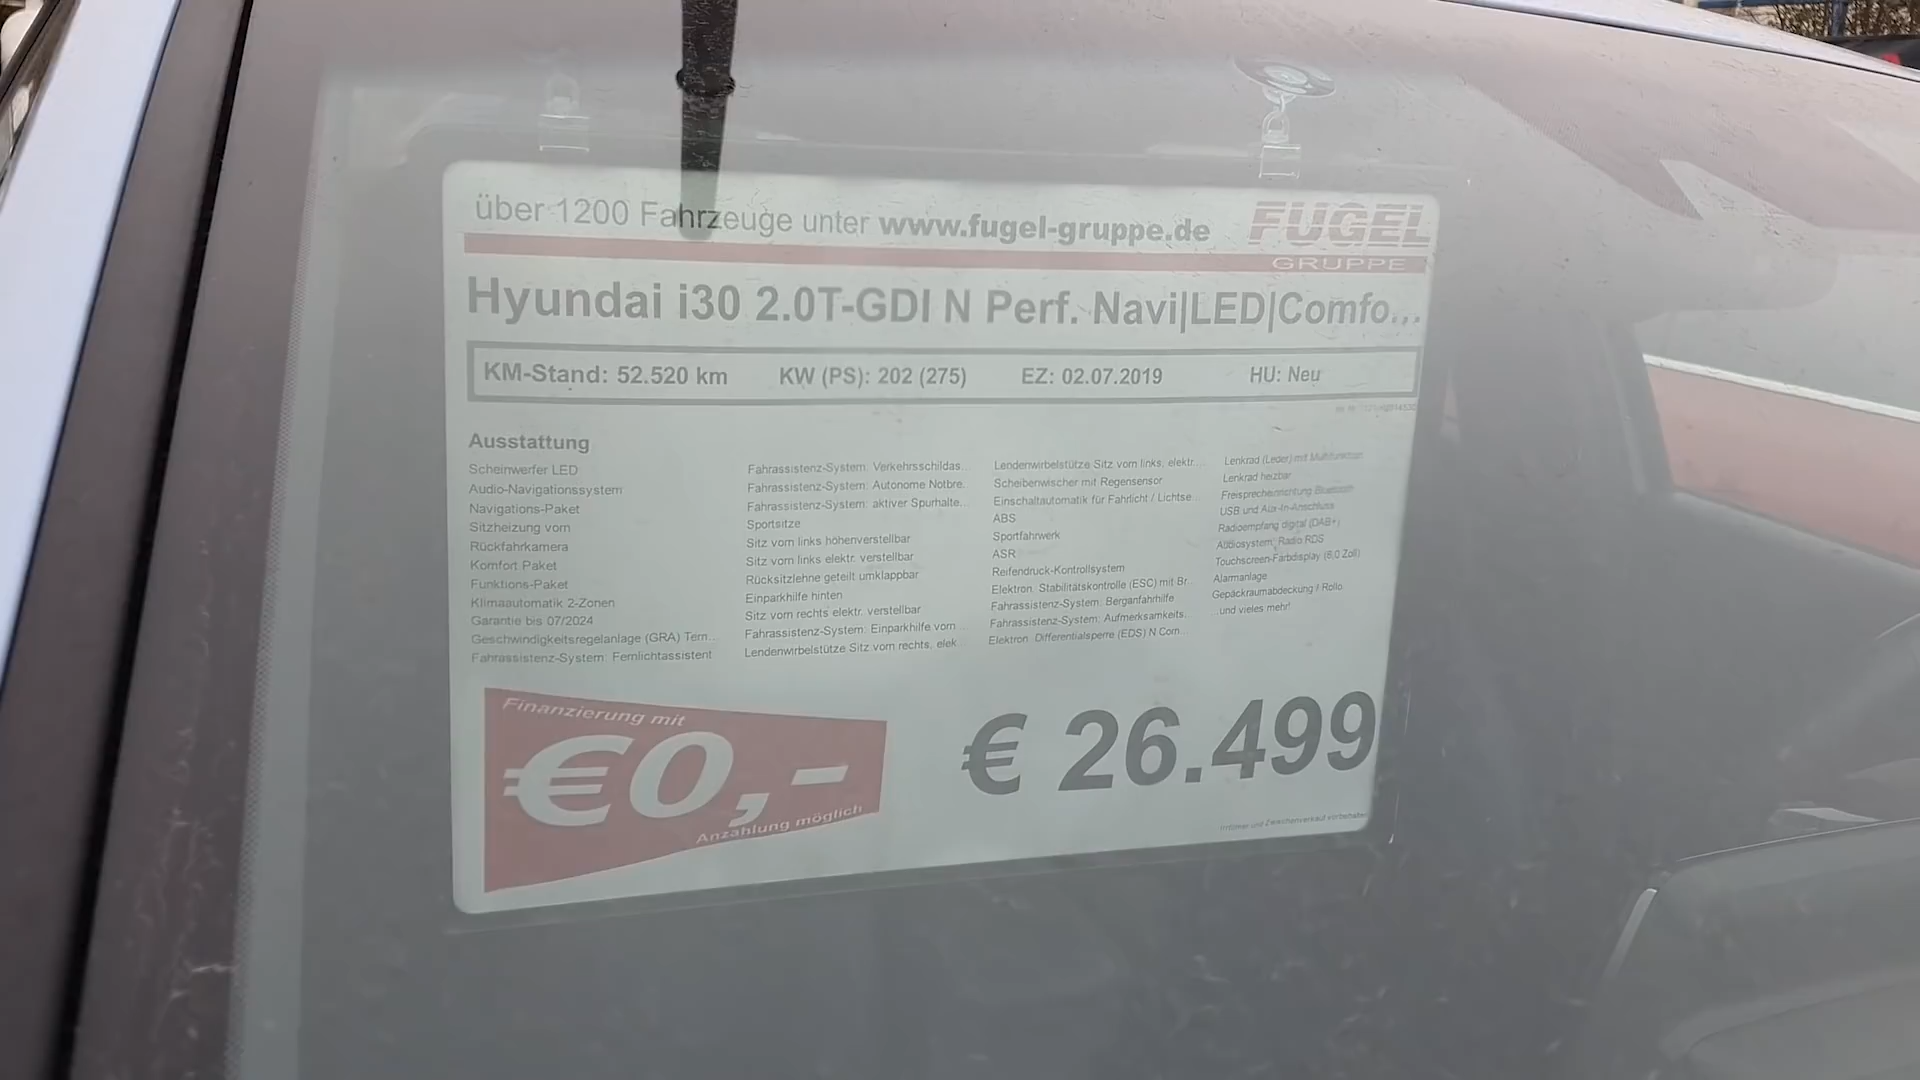 über 1200 Fahrzeuge unter www.fugel-gruppe.de
FUGEL
GRUPPE
Hyundai i30 2.0T-GDI N Perf. Navi|LED|Comfo...
KM-Stand: 52.520 km KW (PS): 202 (275) EZ: 02.07.2019 HU: Neu
Ausstattung
Scheinwerfer LED
Audio-Navigationssystem
Navigations-Paket
Sitzheizung vorn
Rückfahrkamera
Komfort Paket
Funktions-Paket
Klimaautomatik 2-Zonen
Garantie bis 07/2024
Geschwindigkeitsregelanlage (GRA) Tem...
Fahrassistenz-System: Fernlichtassistent
Fahrassistenz-System: Verkehrsschildas...
Fahrassistenz-System: Autonome Notbre...
Fahrassistenz-System: aktiver Spurhalte...
Sportsitze
Sitz vorn links höhenverstellbar
Sitz vorn links elektr. verstellbar
Rücksitzlehne geteilt umklappbar
Einparkhilfe hinten
Sitz vorn rechts elektr. verstellbar
Fahrassistenz-System: Einparkhilfe vorn ...
Lendenwirbelstütze Sitz vorn rechts, elek...
Lendenwirbelstütze Sitz vorn links, elektr....
Scheibenwischer mit Regensensor
Einschaltautomatik für Fahrlicht / Lichtse...
ABS
Sportfahrwerk
ASR
Reifendruck-Kontrollsystem
Elektron. Stabilitätskontrolle (ESC) mit Br...
Fahrassistenz-System: Berganfahrhilfe
Fahrassistenz-System: Aufmerksamkeits...
Elektron. Differentialsperre (EDS) N Corn...
Lenkrad (Leder) mit Multifunktion
Lenkrad heizbar
Freisprecheinrichtung Bluetooth
USB und Aux-In-Anschluss
Radioempfang digital (DAB+)
Audiosystem: Radio RDS
Touchscreen-Farbdisplay (8,0 Zoll)
Alarmanlage
Gepäckraumabdeckung / Rollo
...und vieles mehr!
Finanzierung mit
€0,-
Anzahlung möglich
€ 26.499
Irrtümer und Zwischenverkauf vorbehalten